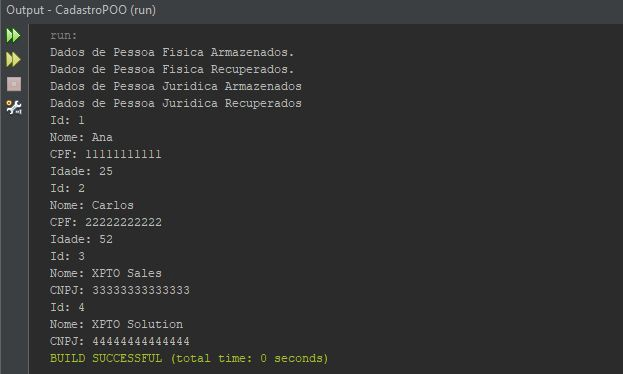 Output - CadastroPOO (run)
run:
Dados de Pessoa Fisica Armazenados.
Dados de Pessoa Fisica Recuperados.
Dados de Pessoa Juridica Armazenados
Dados de Pessoa Juridica Recuperados
Id: 1
Nome: Ana
CPF: 11111111111
Idade: 25
Id: 2
Nome: Carlos
CPF: 22222222222
Idade: 52
Id: 3
Nome: XPTO Sales
CNPJ: 33333333333333
Id: 4
Nome: XPTO Solution
CNPJ: 44444444444444
BUILD SUCCESSFUL (total time: 0 seconds)